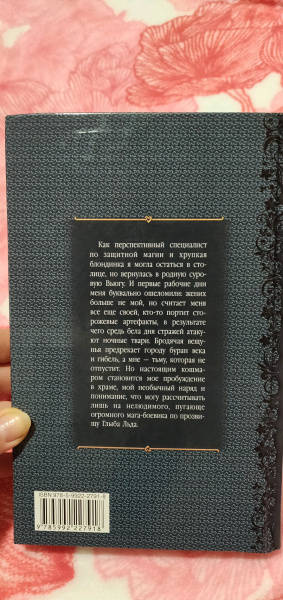 Как перспективный специалист
по защитной магии и хрупкая
блондинка я могла остаться в сто-
лице, но вернулась в родную суро-
вую Вьюгу. И первые рабочие дни
меня буквально ошеломили: жених
больше не мой, но считает меня
все еще своей, кто-то портит сто-
рожевые артефакты, в результате
чего средь бела дня стражей атаку-
ют ночные твари. Бродячая вещу-
нья предрекает городу буран века
и гибель, а мне — тьму, которая не
отпустит. Но настоящим кошма-
ром становится мое пробуждение
в храме, мой необычный наряд и
понимание, что могу рассчитывать
лишь на нелюдимого, пугающе
огромного мага-боевика по прозви-
щу Глыба Льда.
ISBN 978-5-9922-2791-8
9 785992 227918